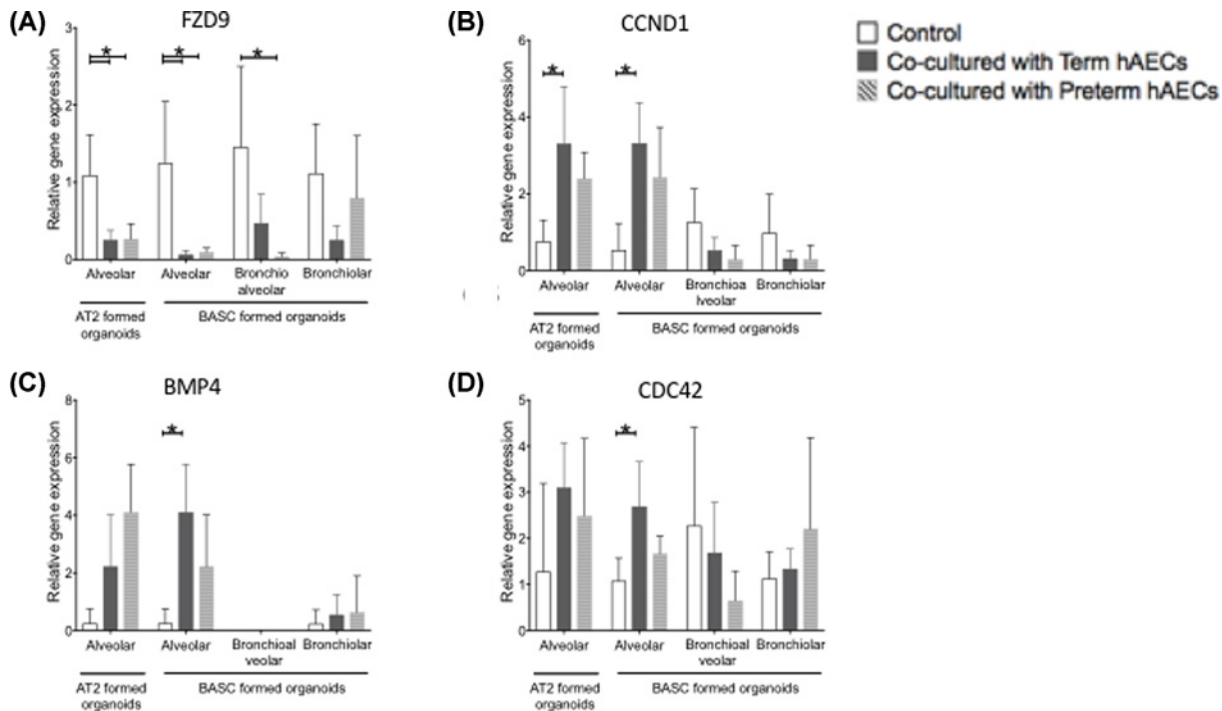 (A)
FZD9
Relative gene expression
3
2
1
0
*
*
*
Alveolar
Alveolar
Bronchio
alveolar
Bronchiolar
AT2 formed
organoids
BASC formed organoids
(B)
CCND1
Relative gene expression
6
4
2
0
*
*
Alveolar
Alveolar
Bronchioa
lveolar
Bronchiolar
AT2 formed
organoids
BASC formed organoids
Control
Co-cultured with Term hAECs
Co-cultured with Preterm hAECs
(C)
BMP4
Relative gene expression
8
6
4
2
0
*
Alveolar
Alveolar
Bronchioal
veolar
Bronchiolar
AT2 formed
organoids
BASC formed organoids
(D)
CDC42
Relative gene expression
5
4
3
2
1
0
*
Alveolar
Alveolar
Bronchioal
veolar
Bronchiolar
AT2 formed
organoids
BASC formed organoids